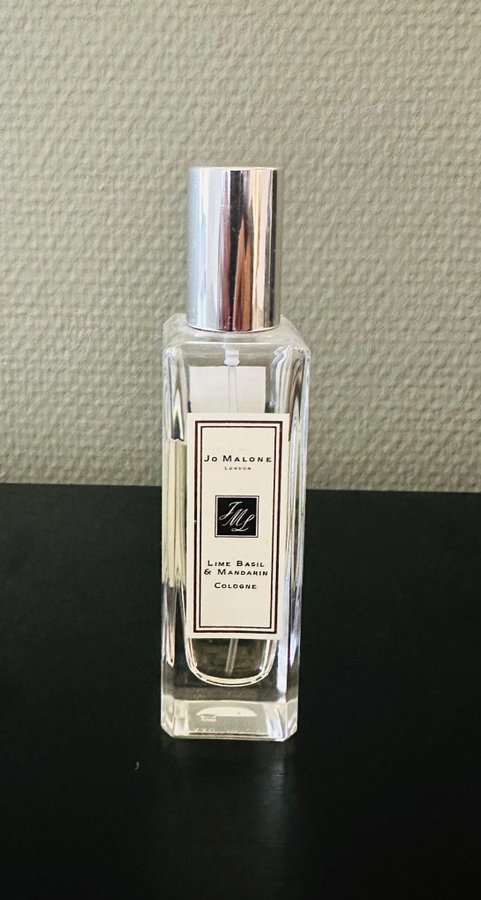 JO MALONE
LONDON
JML
LIME BASIL
& MANDARIN
COLOGNE